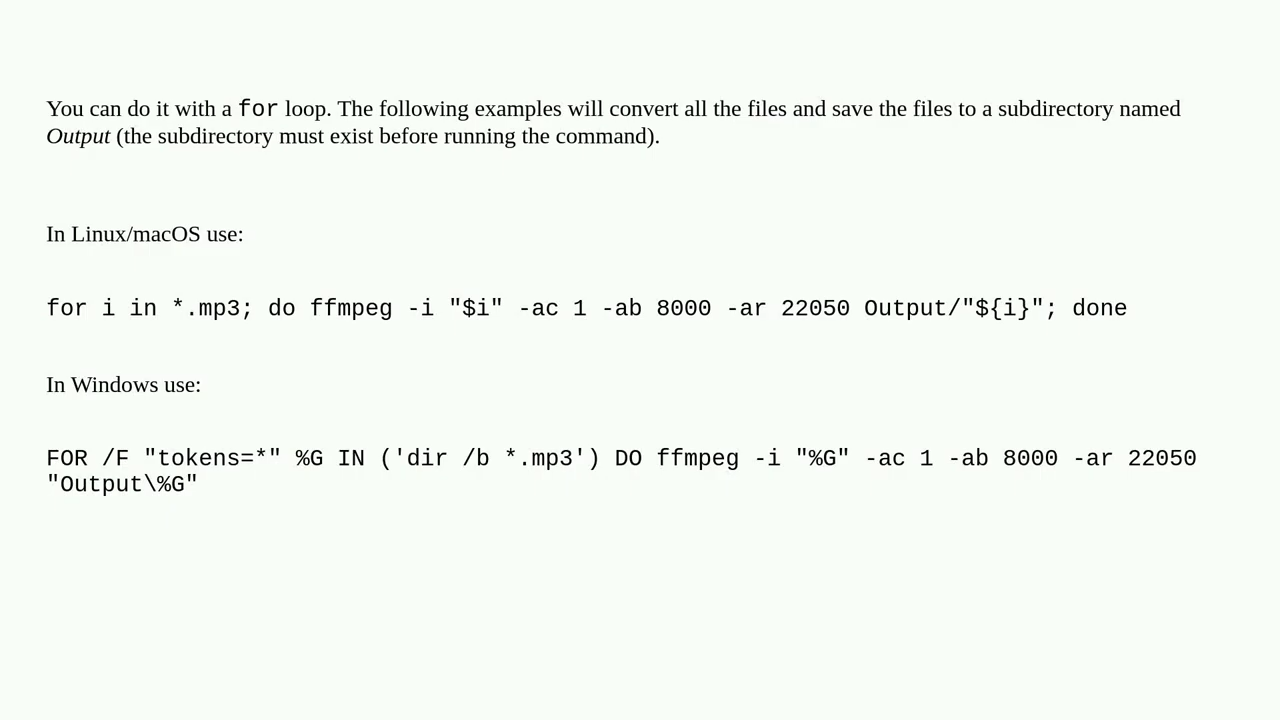 You can do it with a for loop. The following examples will convert all the files and save the files to a subdirectory named
Output (the subdirectory must exist before running the command).
In Linux/macOS use:
for i in *.mp3; do ffmpeg -i "$i" -ac 1 -ab 8000 -ar 22050 Output/"${i}"; done
In Windows use:
FOR /F "tokens=*" %G IN ('dir /b *.mp3') DO ffmpeg -i "%G" -ac 1 -ab 8000 -ar 22050
"Output\%G"